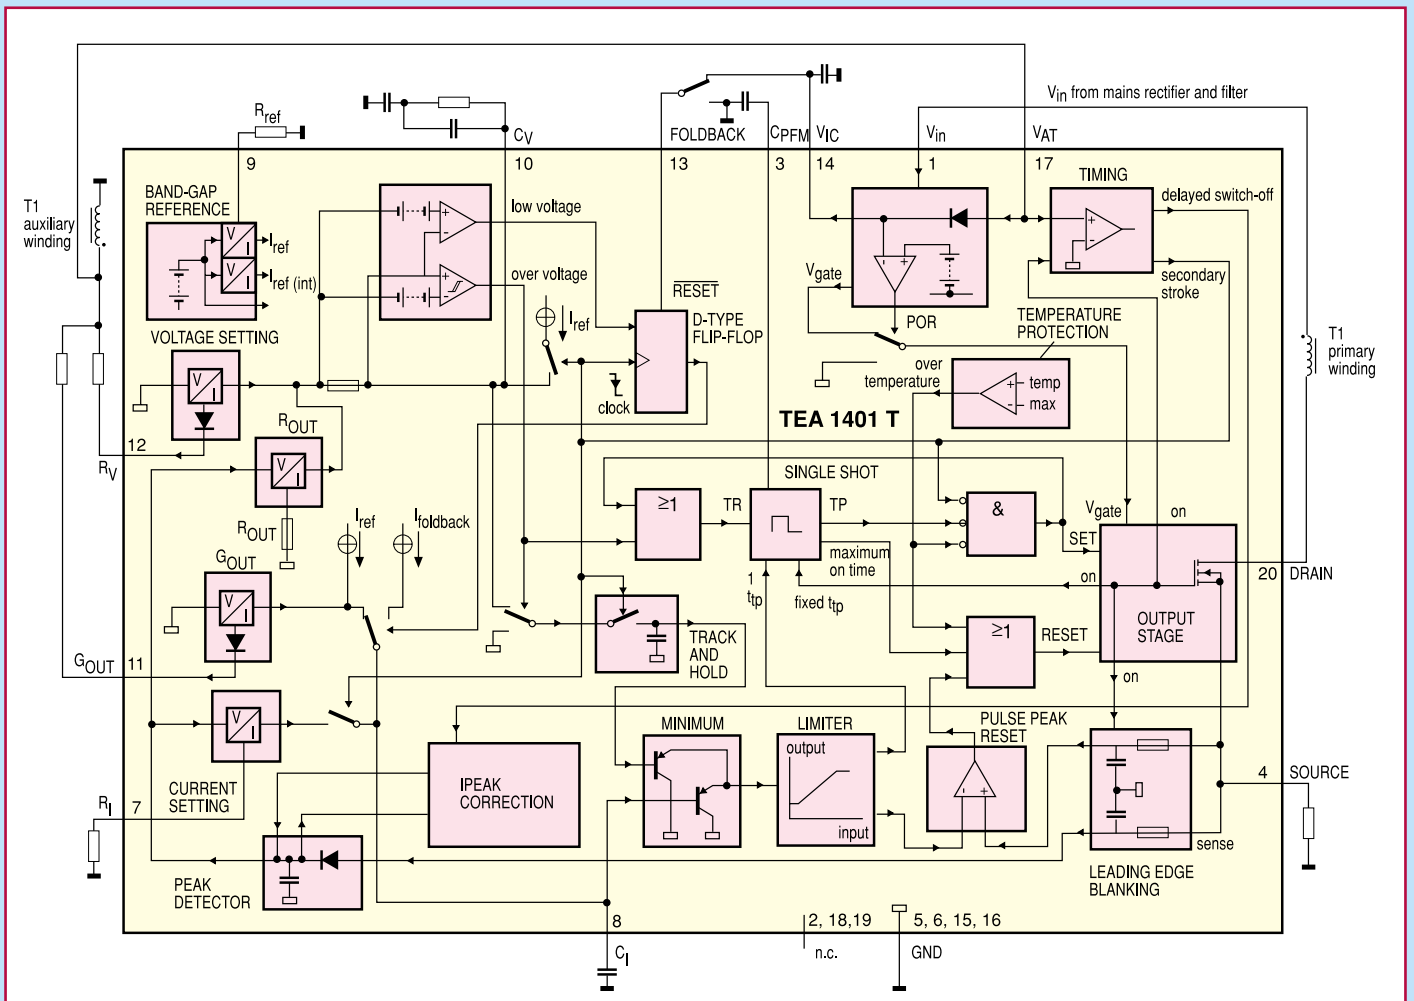 Rref
CV
FOLDBACK
CPFM
VIC
Vin
Vin from mains rectifier and filter
VAT
9
10
13
3
14
1
17
BAND-GAP
REFERENCE
V
I
Iref
V
I
Iref (int)
T1
auxiliary
winding
low voltage
over voltage
+
-
+
-
Iref
RESET
D-TYPE
FLIP-FLOP
clock
-
+
Vgate
POR
TIMING
+
-
delayed switch-off
secondary
stroke
TEMPERATURE
PROTECTION
over
temperature
+
-
temp
max
T1
primary
winding
VOLTAGE SETTING
V
I
12
RV
ROUT
V
I
ROUT
TEA 1401 T
SINGLE SHOT
≥1
TR
TP
maximum
on time
1
ttp
fixed ttp
&
Vgate
on
SET
on
20
DRAIN
OUTPUT
STAGE
≥1
RESET
on
Iref
Ifoldback
GOUT
V
I
GOUT
11
TRACK
AND
HOLD
V
I
CURRENT
SETTING
RI
7
IPEAK
CORRECTION
MINIMUM
LIMITER
output
input
PULSE PEAK
RESET
-
+
4
SOURCE
sense
LEADING EDGE
BLANKING
PEAK
DETECTOR
8
CI
2, 18,19
n.c.
5, 6, 15, 16
GND